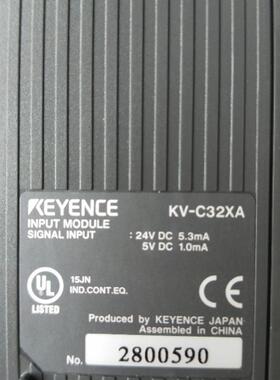 KEYENCE KV-C32XA
INPUT MODULE
SIGNAL INPUT : 24V DC 5.3mA
5V DC 1.0mA
C UL US
LISTED
15JN
IND.CONT.EQ.
Produced by KEYENCE JAPAN
Assembled in CHINA
No. 2800590